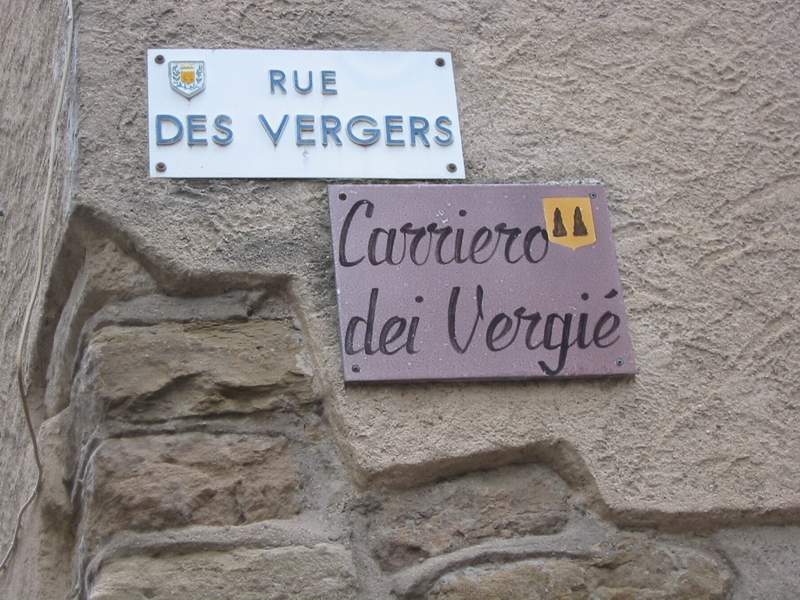 RUE
DES VERGERS
Carriero
dei Vergié